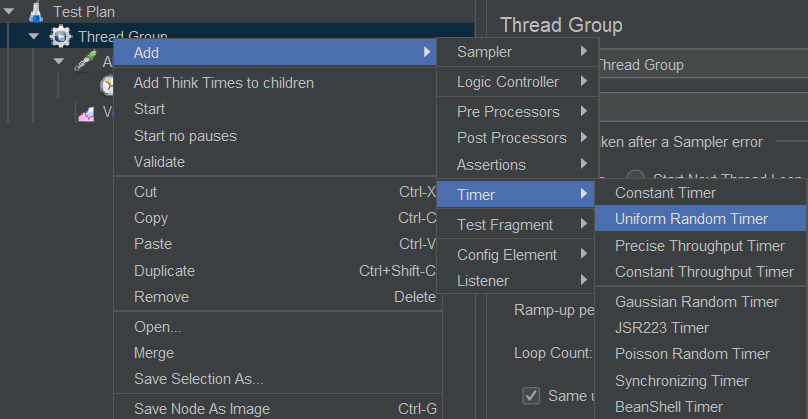 Test Plan
Thread Group
Thread Group
Thread Group
Add
Add Think Times to children
Start
Start no pauses
Validate
Cut Ctrl-X
Copy Ctrl-C
Paste Ctrl-V
Duplicate Ctrl+Shift-C
Remove Delete
Open...
Merge
Save Selection As...
Save Node As Image Ctrl-G
Sampler
Logic Controller
Pre Processors
Post Processors
Assertions
Timer
Test Fragment
Config Element
Listener
Constant Timer
Uniform Random Timer
Precise Throughput Timer
Constant Throughput Timer
Gaussian Random Timer
JSR223 Timer
Poisson Random Timer
Synchronizing Timer
BeanShell Timer
after a Sampler error
Start Next Thread Loop
Ramp-up pe
Loop Count:
Same u